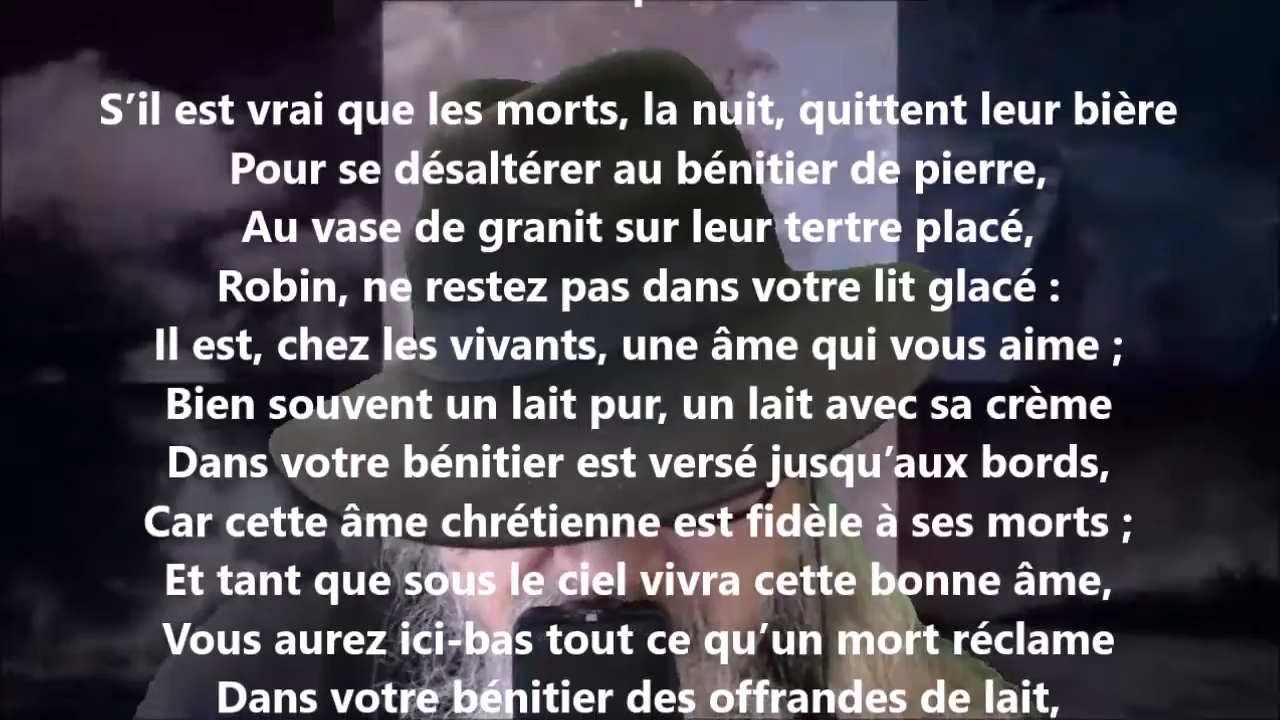 S’il est vrai que les morts, la nuit, quittent leur bière
Pour se désaltérer au bénitier de pierre,
Au vase de granit sur leur tertre placé,
Robin, ne restez pas dans votre lit glacé :
Il est, chez les vivants, une âme qui vous aime ;
Bien souvent un lait pur, un lait avec sa crème
Dans votre bénitier est versé jusqu’aux bords,
Car cette âme chrétienne est fidèle à ses morts ;
Et tant que sous le ciel vivra cette bonne âme,
Vous aurez ici-bas tout ce qu’un mort réclame
Dans votre bénitier des offrandes de lait,